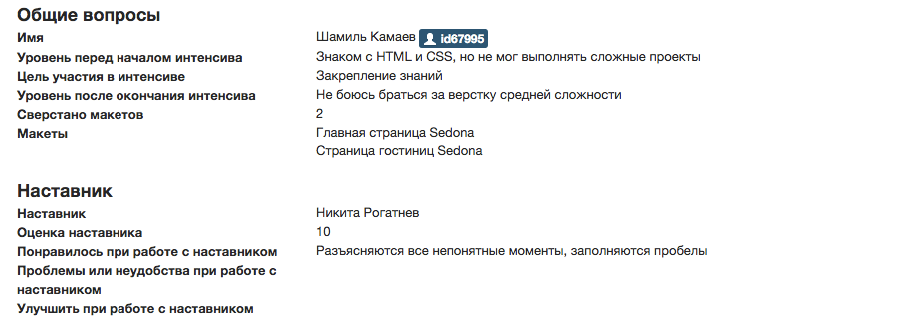 Общие вопросы
Имя Шамиль Камаев id67995
Уровень перед началом интенсива Знаком с HTML и CSS, но не мог выполнять сложные проекты
Цель участия в интенсиве Закрепление знаний
Уровень после окончания интенсива Не боюсь браться за верстку средней сложности
Сверстано макетов 2
Макеты Главная страница Sedona
Страница гостиниц Sedona
Наставник
Наставник Никита Рогатнев
Оценка наставника 10
Понравилось при работе с наставником Разъясняются все непонятные моменты, заполняются пробелы
Проблемы или неудобства при работе с
наставником
Улучшить при работе с наставником